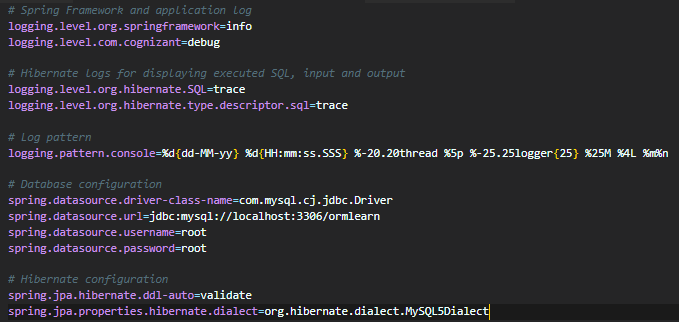 # Spring Framework and application log
logging.level.org.springframework=info
logging.level.com.cognizant=debug
# Hibernate logs for displaying executed SQL, input and output
logging.level.org.hibernate.SQL=trace
logging.level.org.hibernate.type.descriptor.sql=trace
# Log pattern
logging.pattern.console=%d{dd-MM-yy} %d{HH:mm:ss.SSS} %-20.20thread %5p %-25.25logger{25} %25M %4L %m%n
# Database configuration
spring.datasource.driver-class-name=com.mysql.cj.jdbc.Driver
spring.datasource.url=jdbc:mysql://localhost:3306/ormlearn
spring.datasource.username=root
spring.datasource.password=root
# Hibernate configuration
spring.jpa.hibernate.ddl-auto=validate
spring.jpa.properties.hibernate.dialect=org.hibernate.dialect.MySQL5Dialect